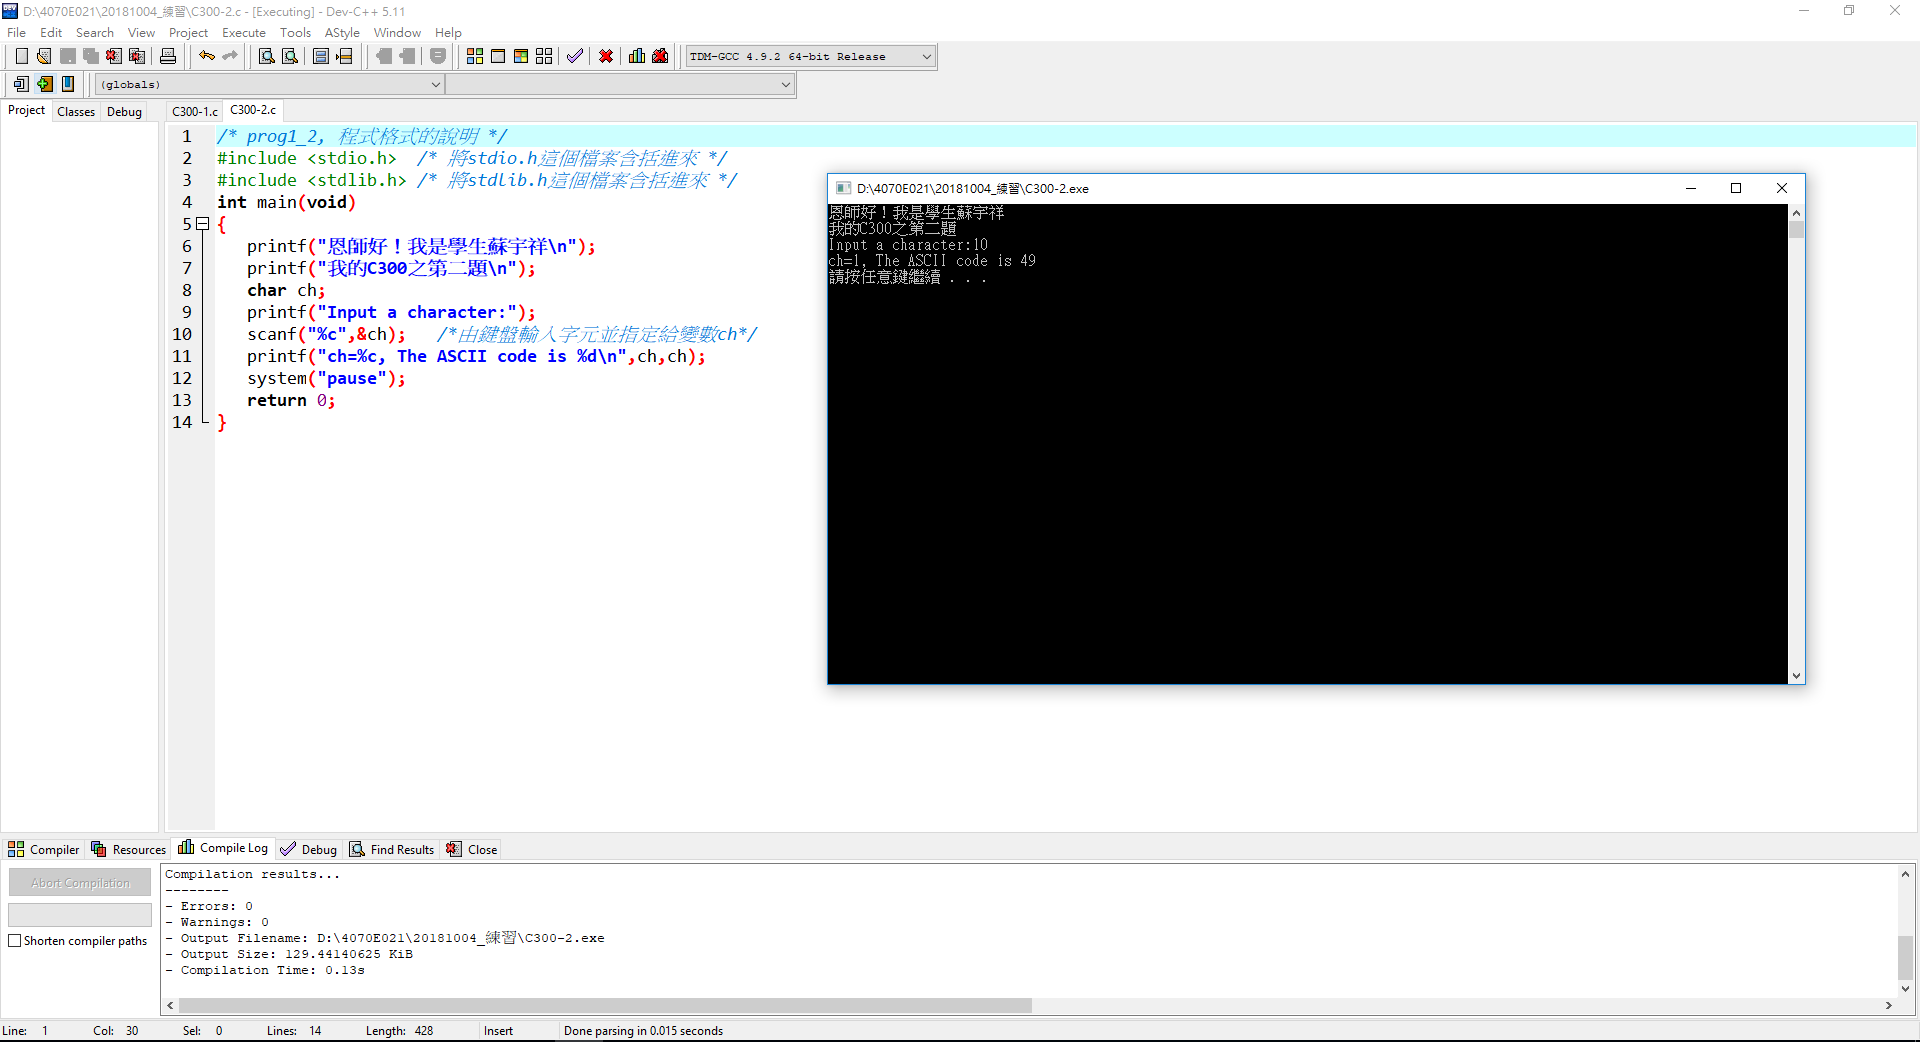 D:\4070E021\20181004_練習\C300-2.c - [Executing] - Dev-C++ 5.11
File Edit Search View Project Execute Tools AStyle Window Help
TDM-GCC 4.9.2 64-bit Release
(globals)
Project Classes Debug
C300-1.c C300-2.c
1 /* prog1_2, 程式格式的說明 */
2 #include <stdio.h>  /* 將stdio.h這個檔案含括進來 */
3 #include <stdlib.h> /* 將stdlib.h這個檔案含括進來 */
4 int main(void)
5 {
6    printf("恩師好！我是學生蘇宇祥\n");
7    printf("我的C300之第二題\n");
8    char ch;
9    printf("Input a character:");
10    scanf("%c",&ch);   /*由鍵盤輸入字元並指定給變數ch*/
11    printf("ch=%c, The ASCII code is %d\n",ch,ch);
12    system("pause");
13    return 0;
14 }
D:\4070E021\20181004_練習\C300-2.exe
恩師好！我是學生蘇宇祥
我的C300之第二題
Input a character:10
ch=1, The ASCII code is 49
請按任意鍵繼續 . . .
Compiler Resources Compile Log Debug Find Results Close
Abort Compilation
Shorten compiler paths
Compilation results...
--------
- Errors: 0
- Warnings: 0
- Output Filename: D:\4070E021\20181004_練習\C300-2.exe
- Output Size: 129.44140625 KiB
- Compilation Time: 0.13s
Line: 1 Col: 30 Sel: 0 Lines: 14 Length: 428 Insert Done parsing in 0.015 seconds